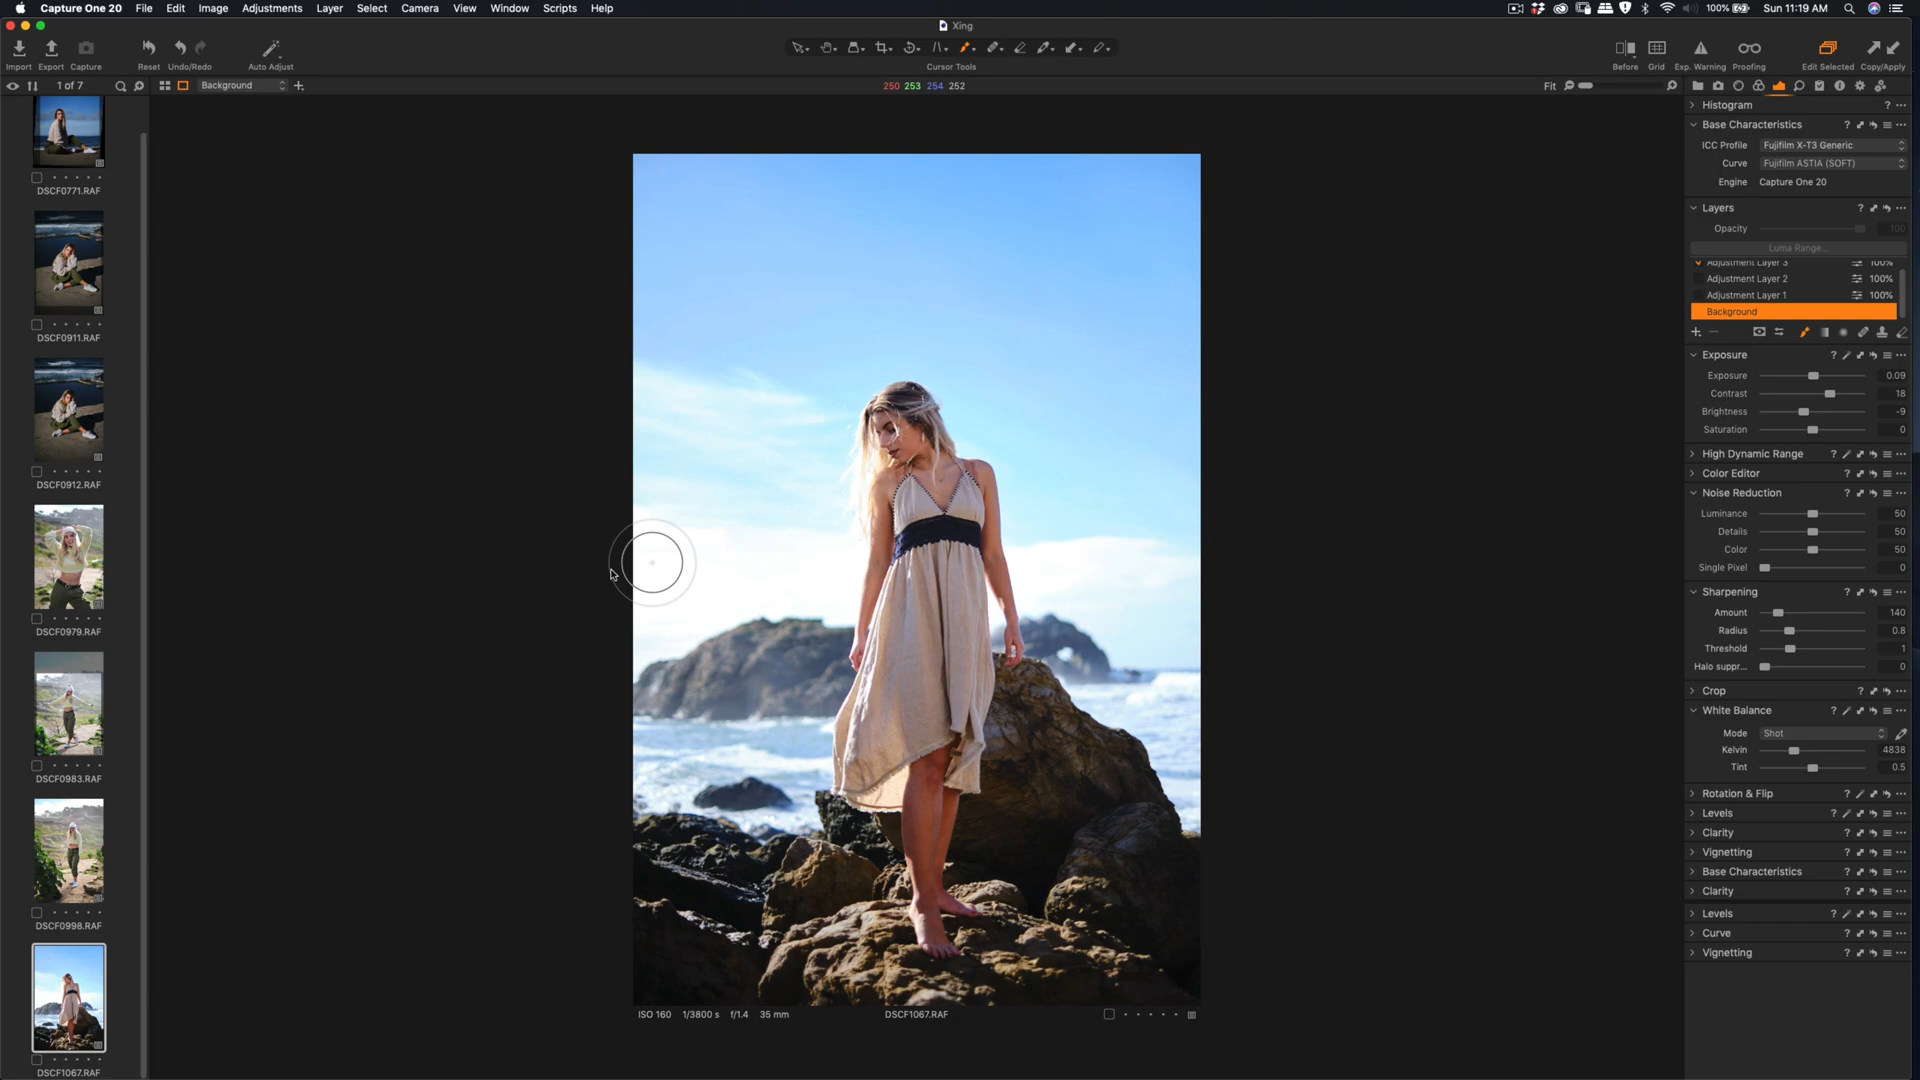 Capture One 20 File Edit Image Adjustments Layer Select Camera View Window Scripts Help 100% Sun 11:19 AM
Xing
Import Export Capture Reset Undo/Redo Auto Adjust Cursor Tools Before Grid Exp. Warning Proofing Edit Selected Copy/Apply
1 of 7 Background 250 253 254 252 Fit
DSCF0771.RAF
DSCF0911.RAF
DSCF0912.RAF
DSCF0979.RAF
DSCF0983.RAF
DSCF0998.RAF
DSCF1067.RAF
ISO 160 1/3800 s f/1.4 35 mm DSCF1067.RAF
Histogram
Base Characteristics
ICC Profile Fujifilm X-T3 Generic
Curve Fujifilm ASTIA (SOFT)
Engine Capture One 20
Layers
Opacity 100
Luma Range...
Adjustment Layer 3 100%
Adjustment Layer 2 100%
Adjustment Layer 1 100%
Background
Exposure
Exposure 0.09
Contrast 18
Brightness -9
Saturation 0
High Dynamic Range
Color Editor
Noise Reduction
Luminance 50
Details 50
Color 50
Single Pixel 0
Sharpening
Amount 140
Radius 0.8
Threshold 1
Halo suppr... 0
Crop
White Balance
Mode Shot
Kelvin 4838
Tint 0.5
Rotation & Flip
Levels
Clarity
Vignetting
Base Characteristics
Clarity
Levels
Curve
Vignetting